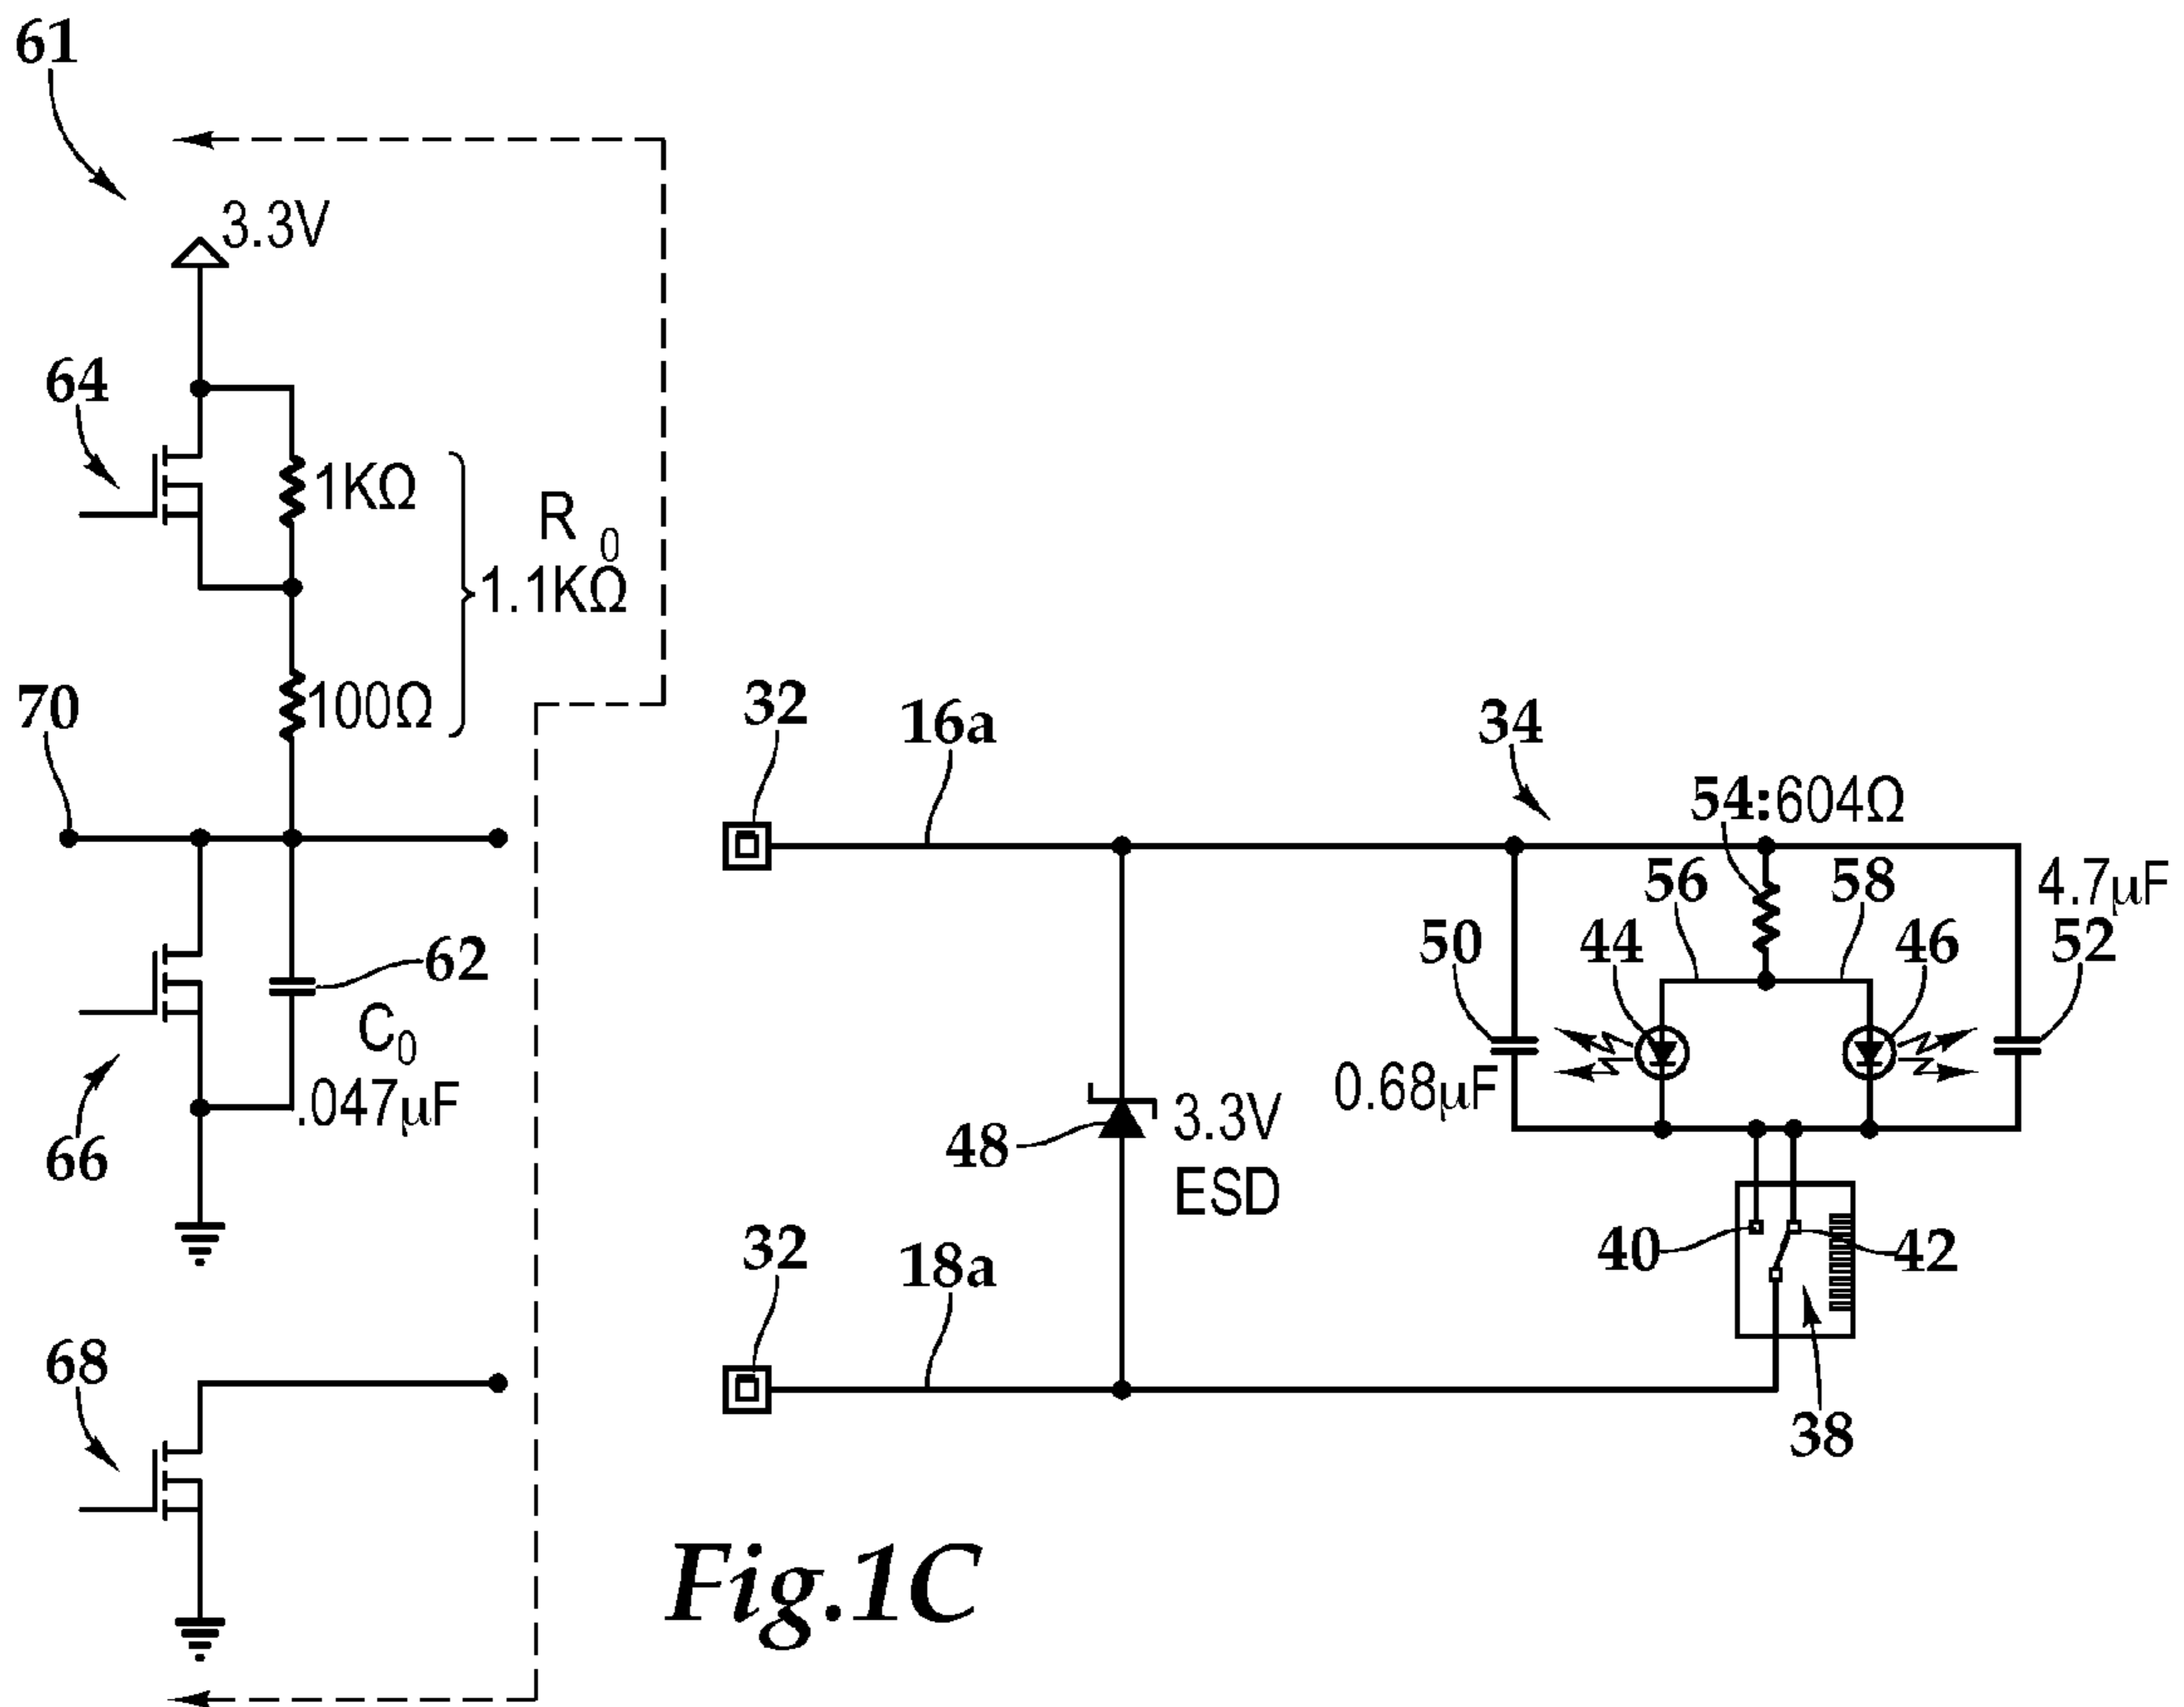 61
3.3V
64
1KΩ
R0
1.1KΩ
100Ω
70
32
16a
34
54:604Ω
56
58
4.7µF
50
44
46
52
62
C0
.047µF
0.68µF
66
48
3.3V
ESD
32
18a
40
42
68
38
Fig.1C